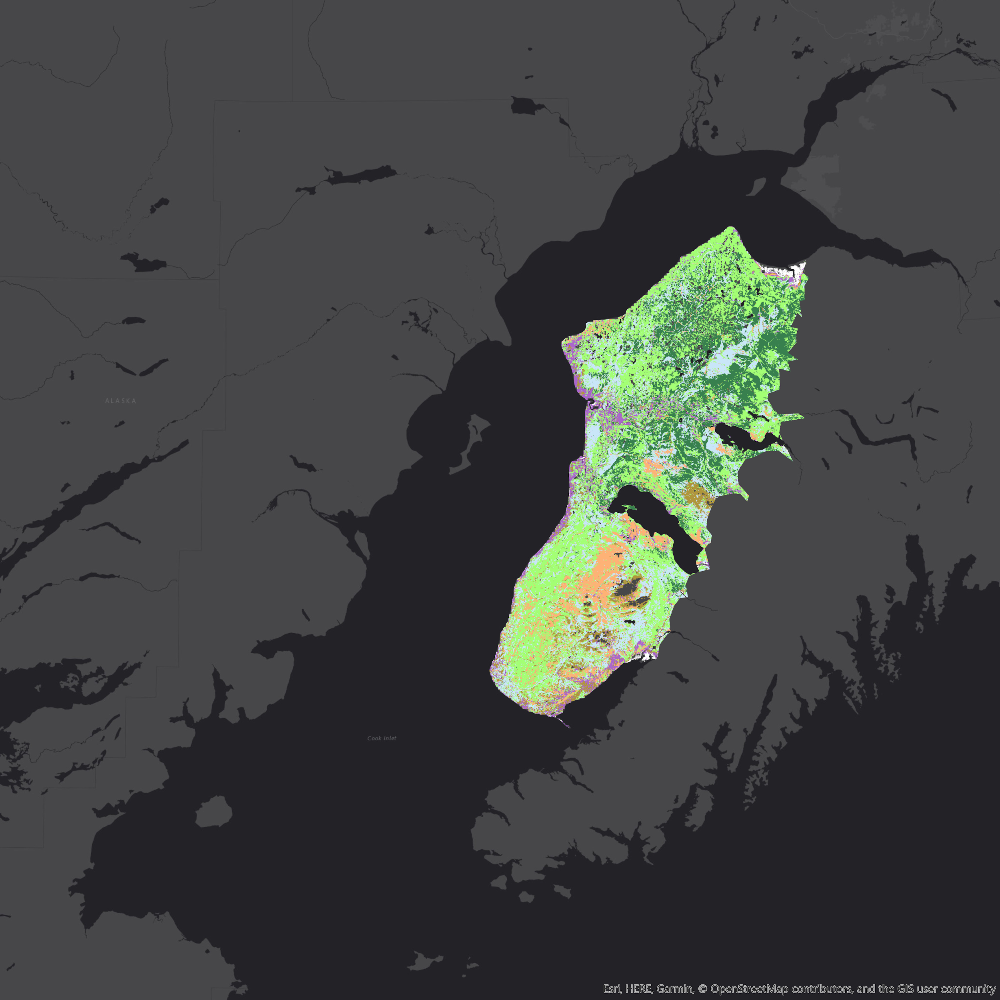 ALASKA
Cook Inlet
Esri, HERE, Garmin, © OpenStreetMap contributors, and the GIS user community